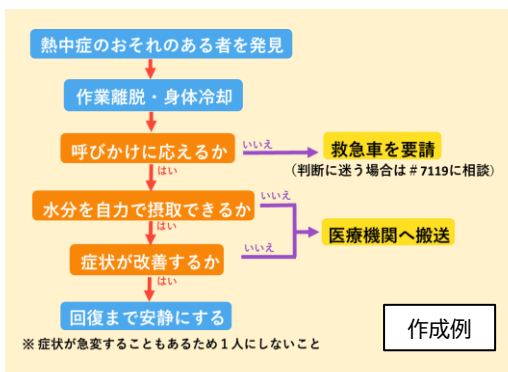 熱中症のおそれのある者を発見
作業離脱・身体冷却
呼びかけに応えるか
いいえ
救急車を要請
(判断に迷う場合は＃7119に相談)
はい
水分を自力で摂取できるか
いいえ
はい
医療機関へ搬送
症状が改善するか
いいえ
はい
回復まで安静にする
※ 症状が急変することもあるため１人にしないこと
作成例